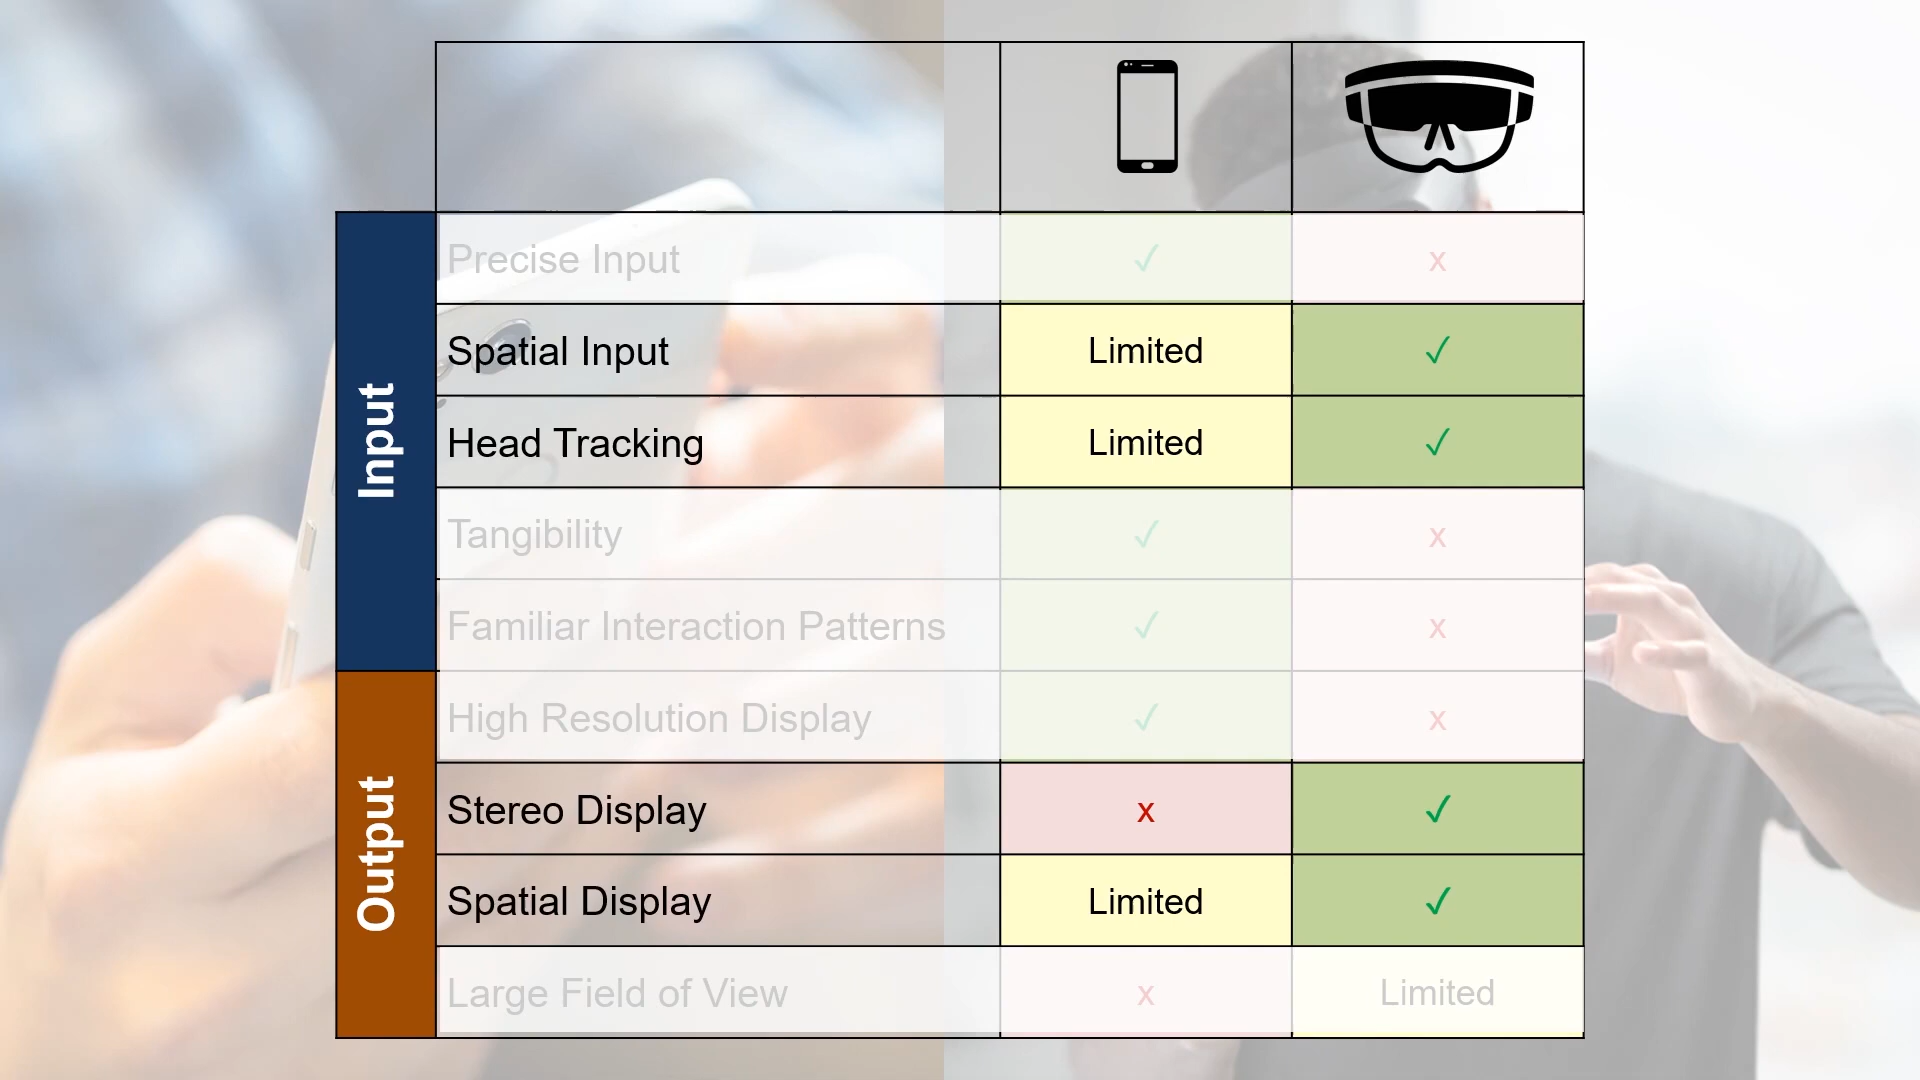 Input
Precise Input ✓ x
Spatial Input Limited ✓
Head Tracking Limited ✓
Tangibility ✓ x
Familiar Interaction Patterns ✓ x
Output
High Resolution Display ✓ x
Stereo Display x ✓
Spatial Display Limited ✓
Large Field of View x Limited